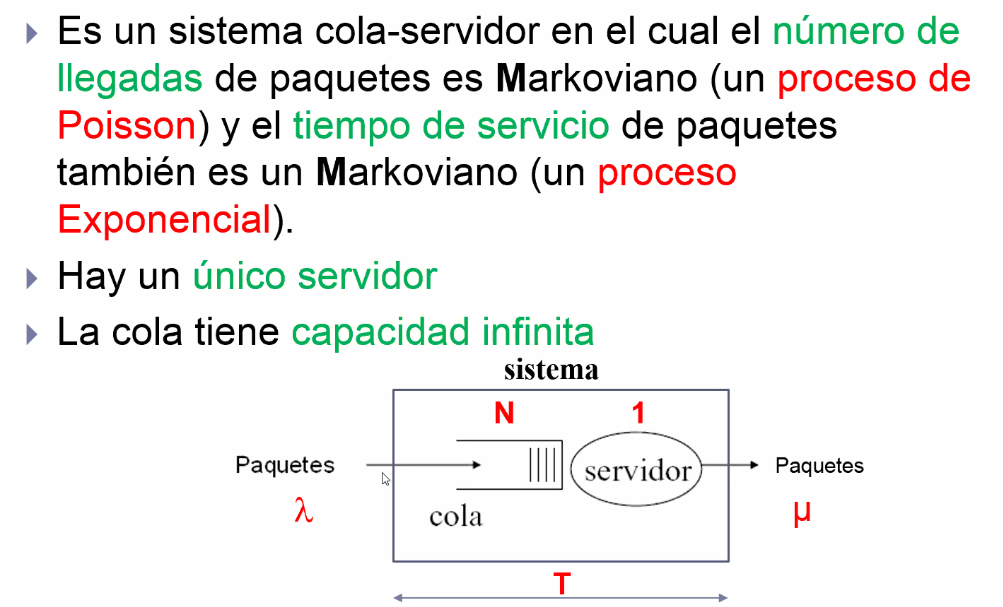 Es un sistema cola-servidor en el cual el número de
llegadas de paquetes es Markoviano (un proceso de
Poisson) y el tiempo de servicio de paquetes
también es un Markoviano (un proceso
Exponencial).
Hay un único servidor
La cola tiene capacidad infinita
sistema
N 1
Paquetes servidor Paquetes
λ cola μ
T